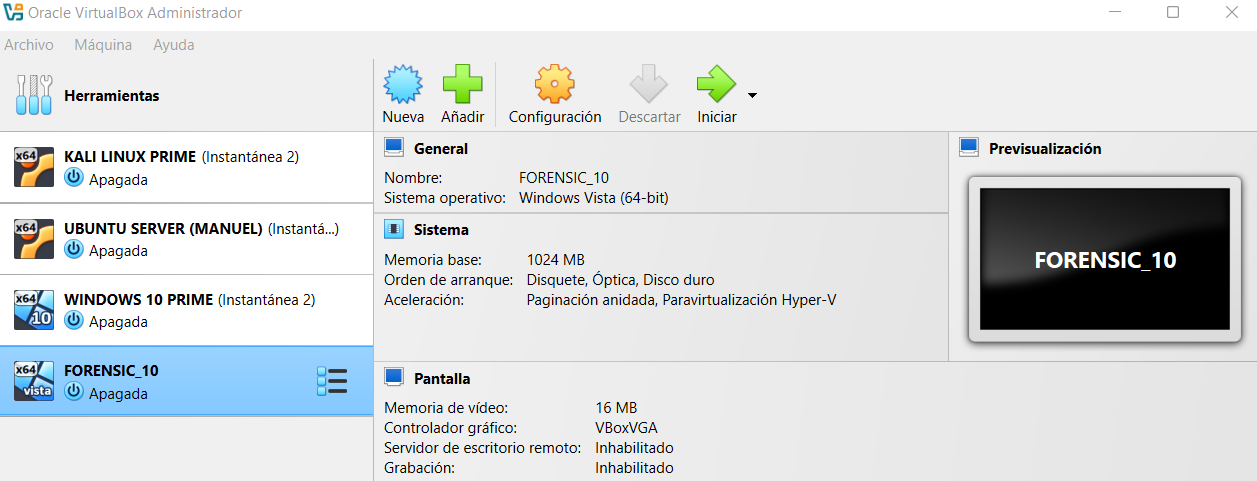 Oracle VirtualBox Administrador
Archivo Máquina Ayuda
Herramientas
x64 KALI LINUX PRIME (Instantánea 2)
Apagada
x64 UBUNTU SERVER (MANUEL) (Instantá...)
Apagada
x64 10 WINDOWS 10 PRIME (Instantánea 2)
Apagada
x64 vista FORENSIC_10
Apagada
Nueva Añadir Configuración Descartar Iniciar
General
Nombre: FORENSIC_10
Sistema operativo: Windows Vista (64-bit)
Sistema
Memoria base: 1024 MB
Orden de arranque: Disquete, Óptica, Disco duro
Aceleración: Paginación anidada, Paravirtualización Hyper-V
Pantalla
Memoria de vídeo: 16 MB
Controlador gráfico: VBoxVGA
Servidor de escritorio remoto: Inhabilitado
Grabación: Inhabilitado
Previsualización
FORENSIC_10